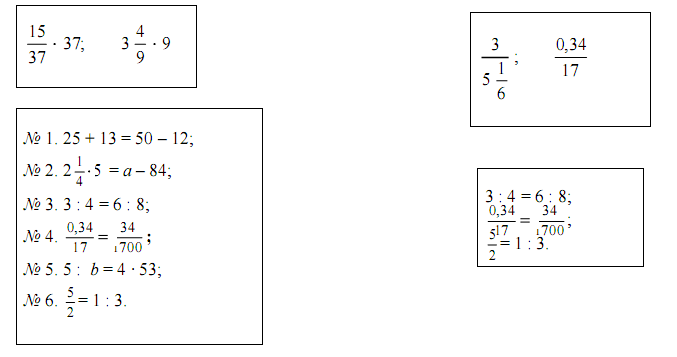 15/37 · 37; 3 4/9 · 9
3/(5 1/6); 0,34/17
№ 1. 25 + 13 = 50 – 12;
№ 2. 2 1/4 · 5 = a – 84;
№ 3. 3 : 4 = 6 : 8;
№ 4. 0,34/17 = 34/1700;
№ 5. 5 : b = 4 · 53;
№ 6. 5/2 = 1 : 3.
3 : 4 = 6 : 8;
0,34/17 = 34/1700;
5/2 = 1 : 3.